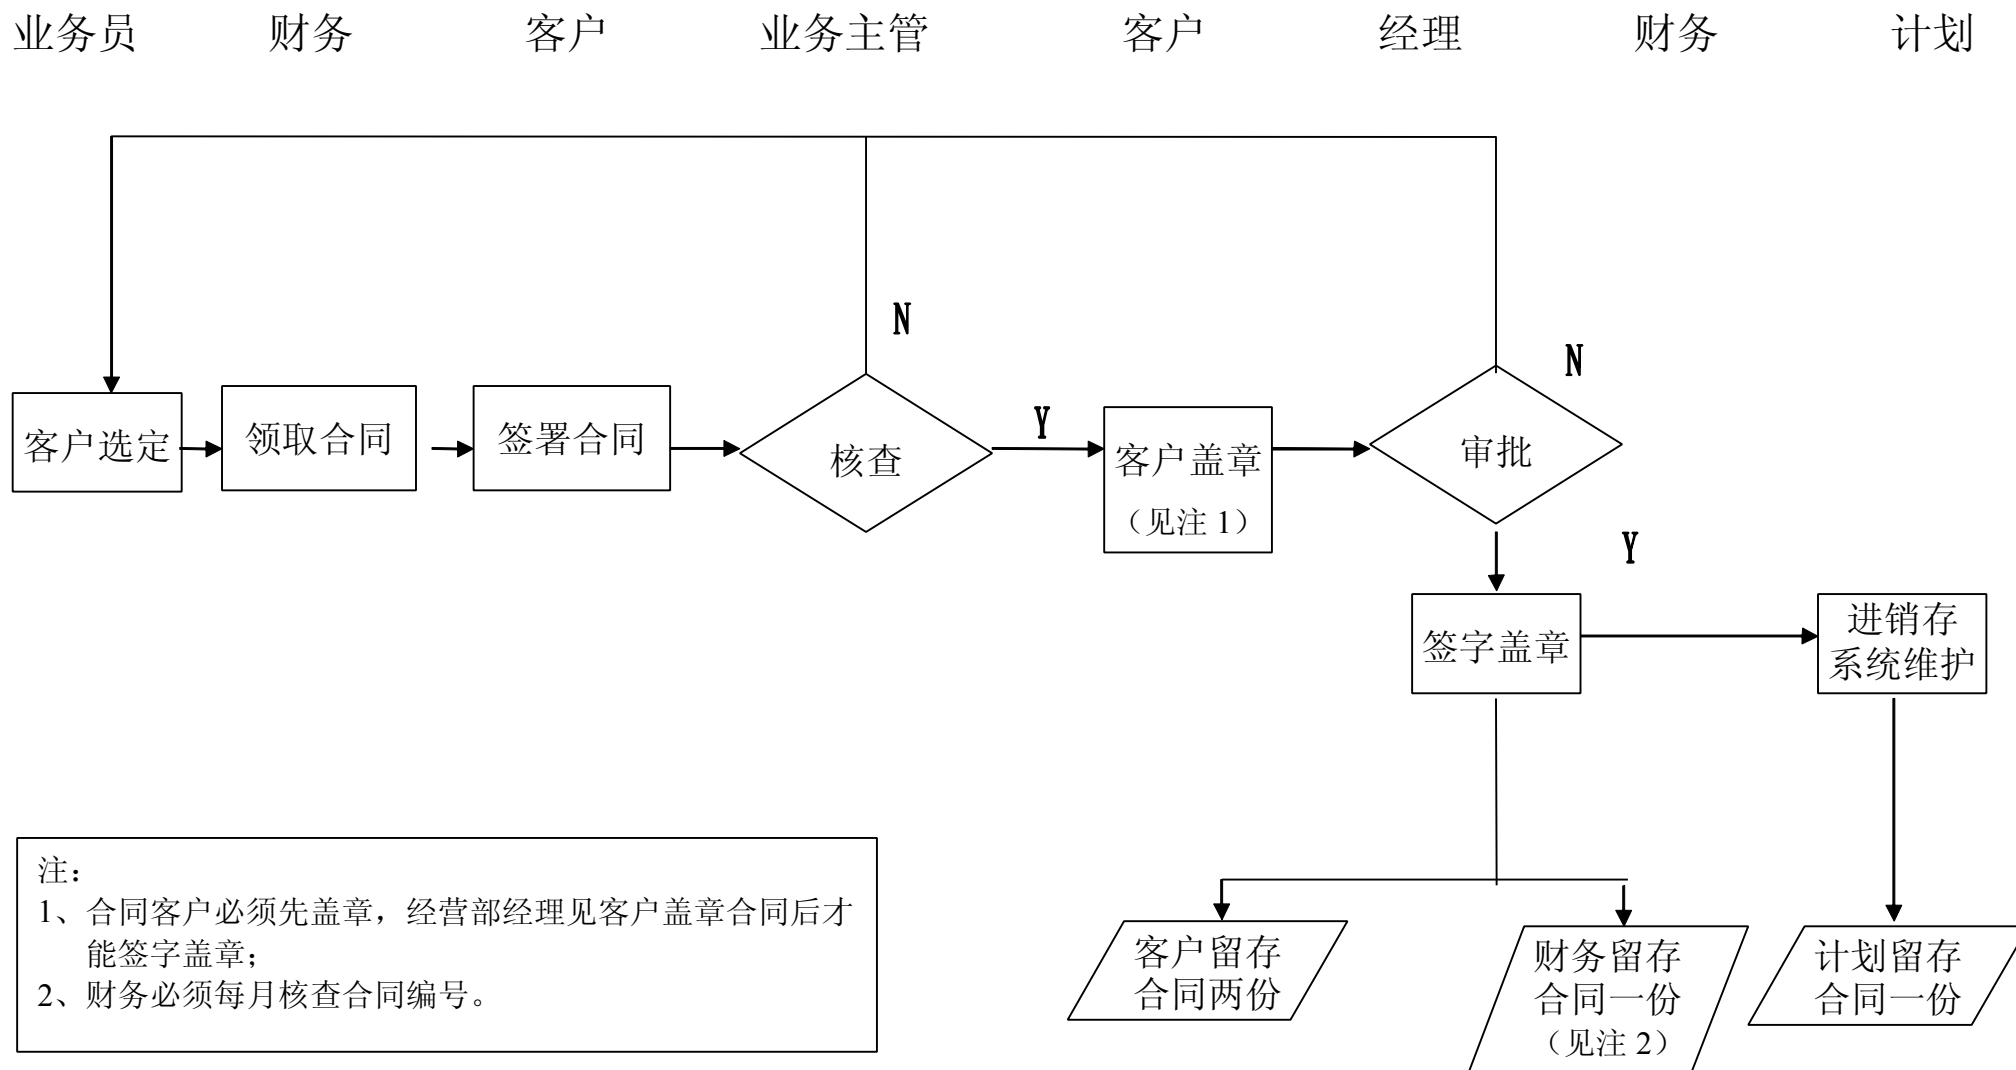 业务员 财务 客户 业务主管 客户 经理 财务 计划
N
N
客户选定
领取合同
签署合同
核查
Y
客户盖章
（见注 1）
审批
Y
签字盖章
进销存
系统维护
注：
1、合同客户必须先盖章，经营部经理见客户盖章合同后才
能签字盖章；
2、财务必须每月核查合同编号。
客户留存
合同两份
财务留存
合同一份
（见注 2）
计划留存
合同一份